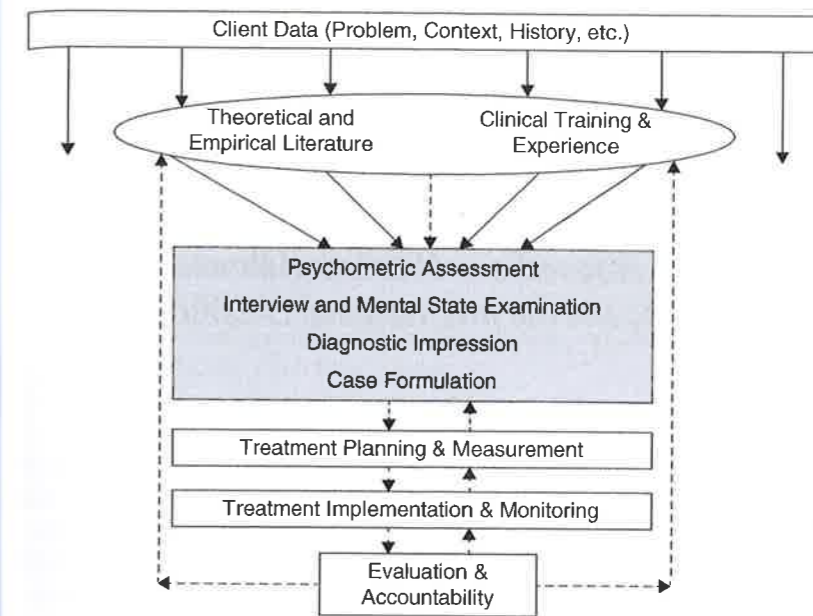 Client Data (Problem, Context, History, etc.)
Theoretical and
Empirical Literature
Clinical Training &
Experience
Psychometric Assessment
Interview and Mental State Examination
Diagnostic Impression
Case Formulation
Treatment Planning & Measurement
Treatment Implementation & Monitoring
Evaluation &
Accountability